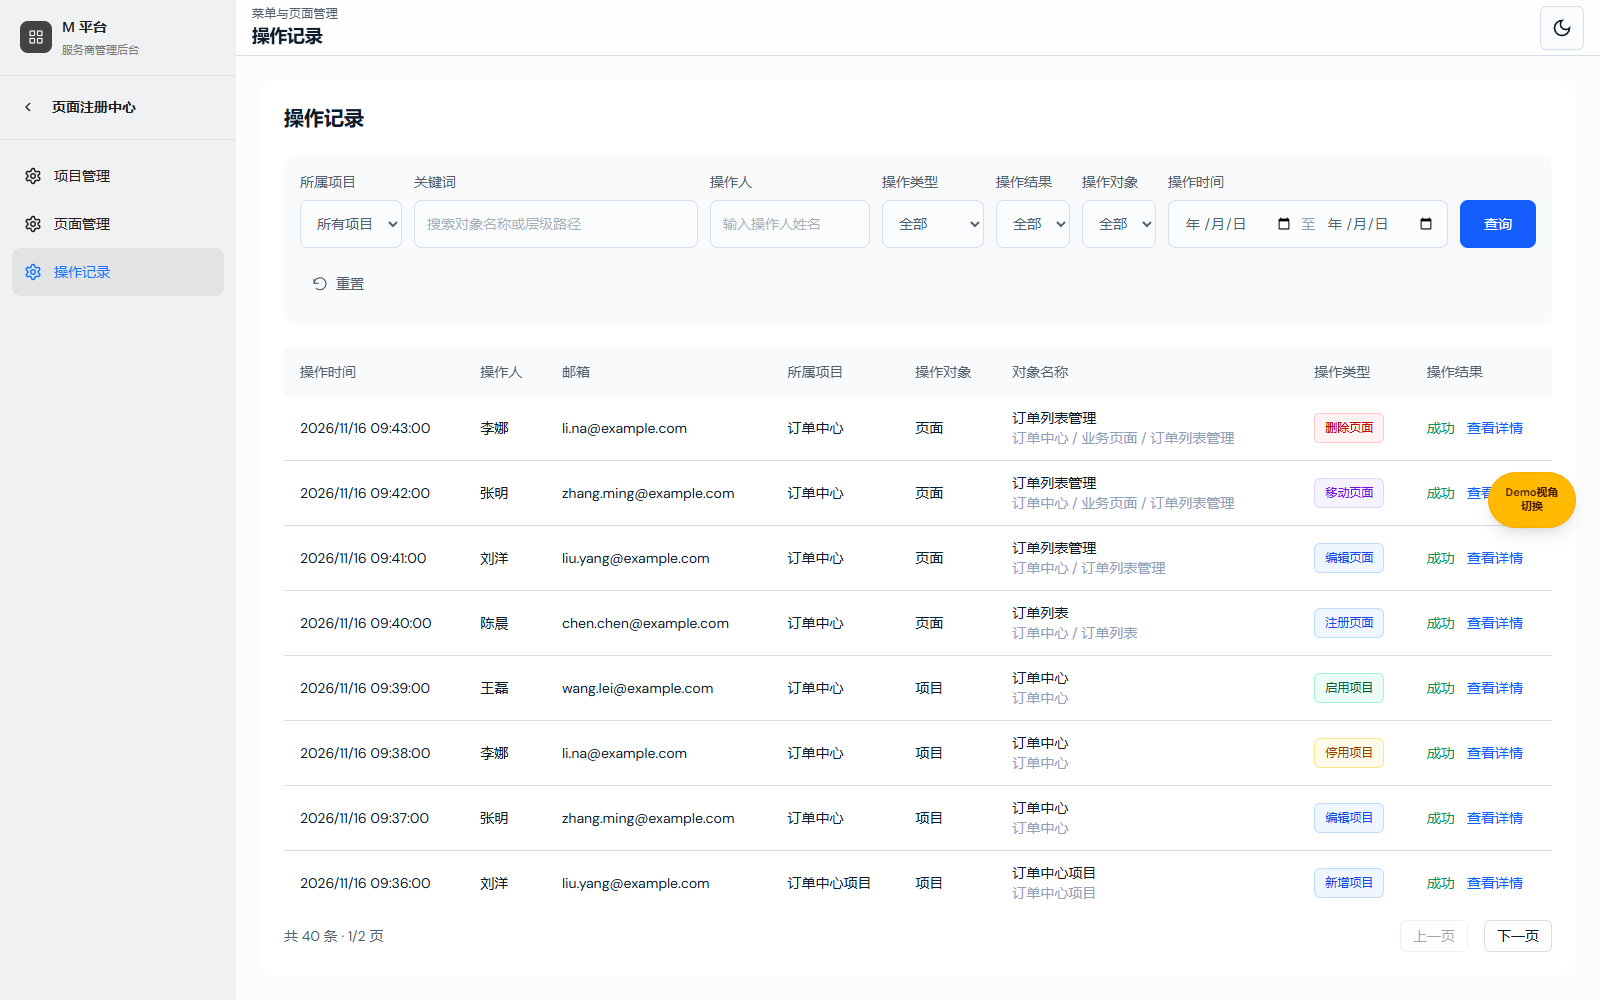 M 平台
服务商管理后台
页面注册中心
项目管理
页面管理
操作记录
菜单与页面管理
操作记录
操作记录
所属项目 关键词 操作人 操作类型 操作结果 操作对象 操作时间
所有项目 搜索对象名称或层级路径 输入操作人姓名 全部 全部 全部 年/月/日 至 年/月/日 查询
重置
操作时间 操作人 邮箱 所属项目 操作对象 对象名称 操作类型 操作结果
2026/11/16 09:43:00 李娜 li.na@example.com 订单中心 页面 订单列表管理 删除页面 成功 查看详情
订单中心 / 业务页面 / 订单列表管理
2026/11/16 09:42:00 张明 zhang.ming@example.com 订单中心 页面 订单列表管理 移动页面 成功 查看
订单中心 / 业务页面 / 订单列表管理
Demo视角
切换
2026/11/16 09:41:00 刘洋 liu.yang@example.com 订单中心 页面 订单列表管理 编辑页面 成功 查看详情
订单中心 / 订单列表管理
2026/11/16 09:40:00 陈晨 chen.chen@example.com 订单中心 页面 订单列表 注册页面 成功 查看详情
订单中心 / 订单列表
2026/11/16 09:39:00 王磊 wang.lei@example.com 订单中心 项目 订单中心 启用项目 成功 查看详情
订单中心
2026/11/16 09:38:00 李娜 li.na@example.com 订单中心 项目 订单中心 停用项目 成功 查看详情
订单中心
2026/11/16 09:37:00 张明 zhang.ming@example.com 订单中心 项目 订单中心 编辑项目 成功 查看详情
订单中心
2026/11/16 09:36:00 刘洋 liu.yang@example.com 订单中心项目 项目 订单中心项目 新增项目 成功 查看详情
订单中心项目
共 40 条 · 1/2 页 上一页 下一页